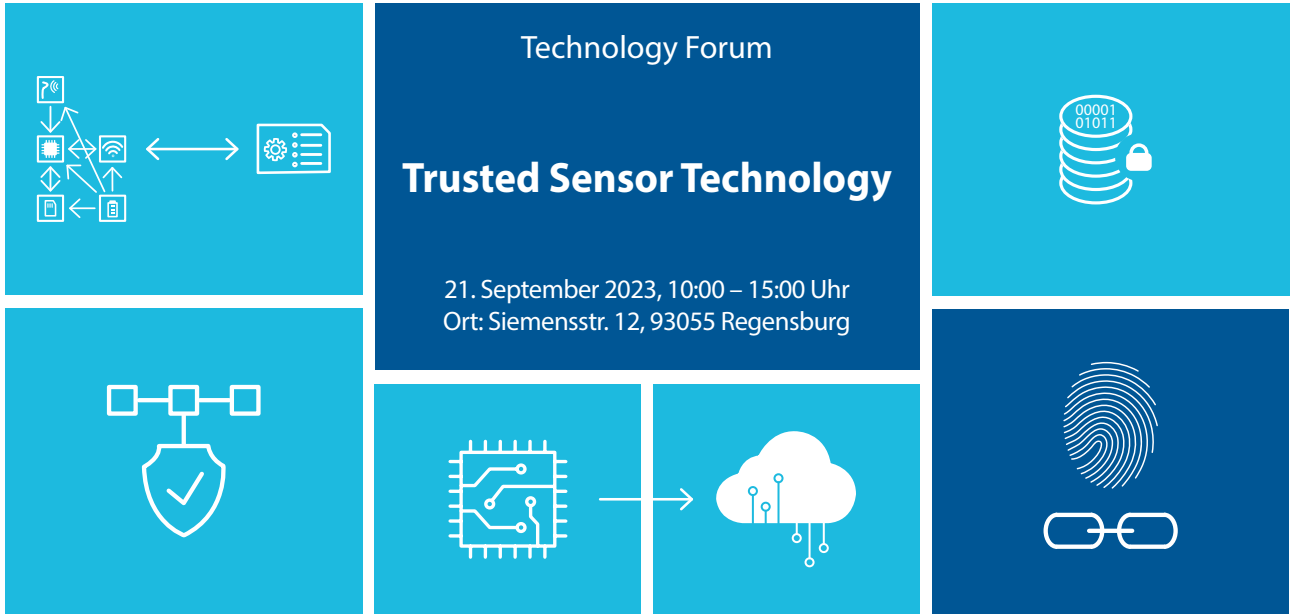 Technology Forum
Trusted Sensor Technology
21. September 2023, 10:00 – 15:00 Uhr
Ort: Siemensstr. 12, 93055 Regensburg
00001
01011